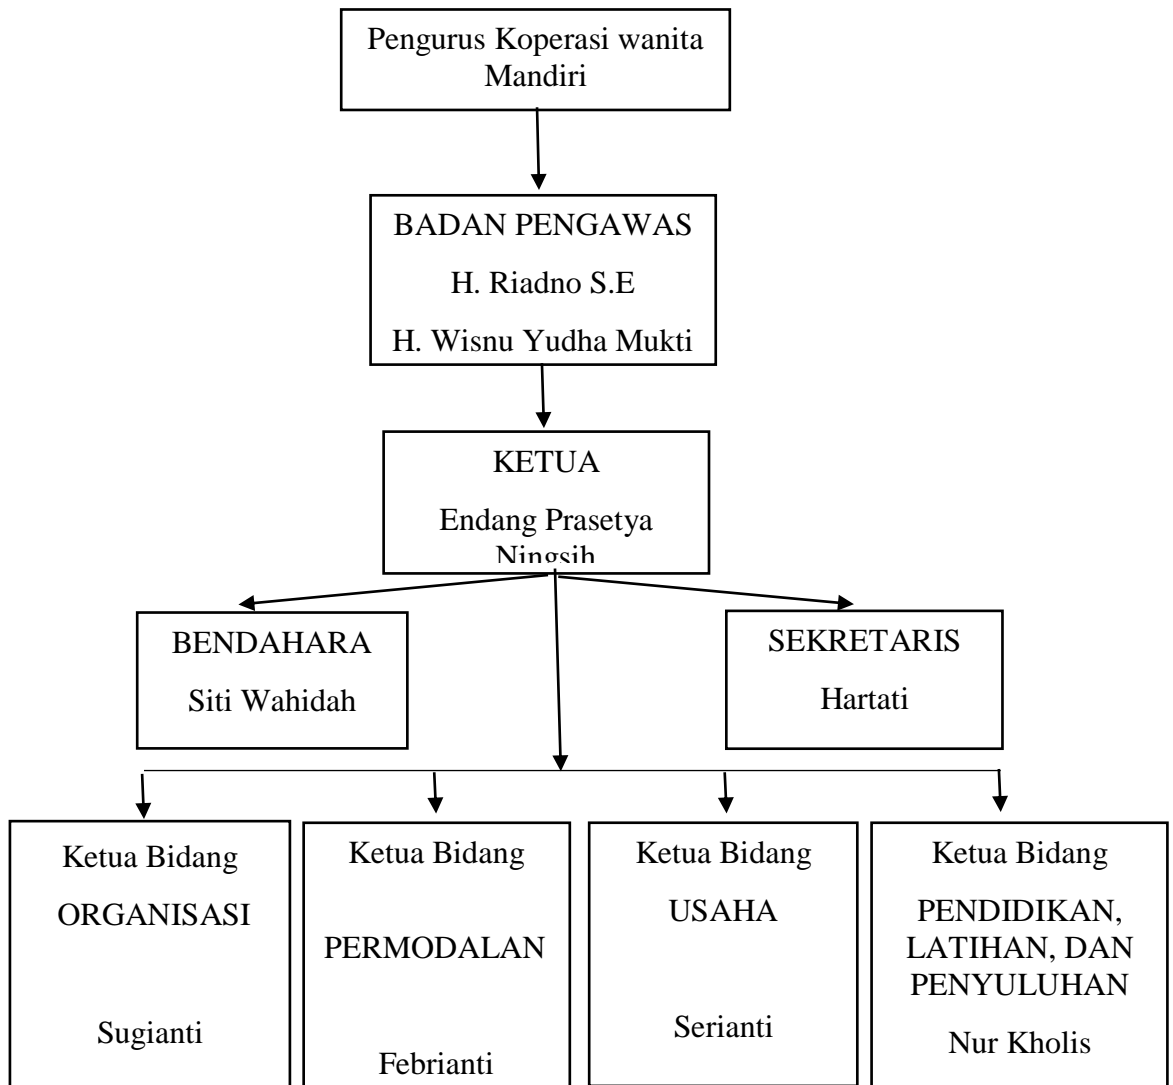 Pengurus Koperasi wanita
Mandiri
BADAN PENGAWAS
H. Riadno S.E
H. Wisnu Yudha Mukti
KETUA
Endang Prasetya
Ningsih
BENDAHARA
Siti Wahidah
SEKRETARIS
Hartati
Ketua Bidang
ORGANISASI
Sugianti
Ketua Bidang
PERMODALAN
Febrianti
Ketua Bidang
USAHA
Serianti
Ketua Bidang
PENDIDIKAN,
LATIHAN, DAN
PENYULUHAN
Nur Kholis